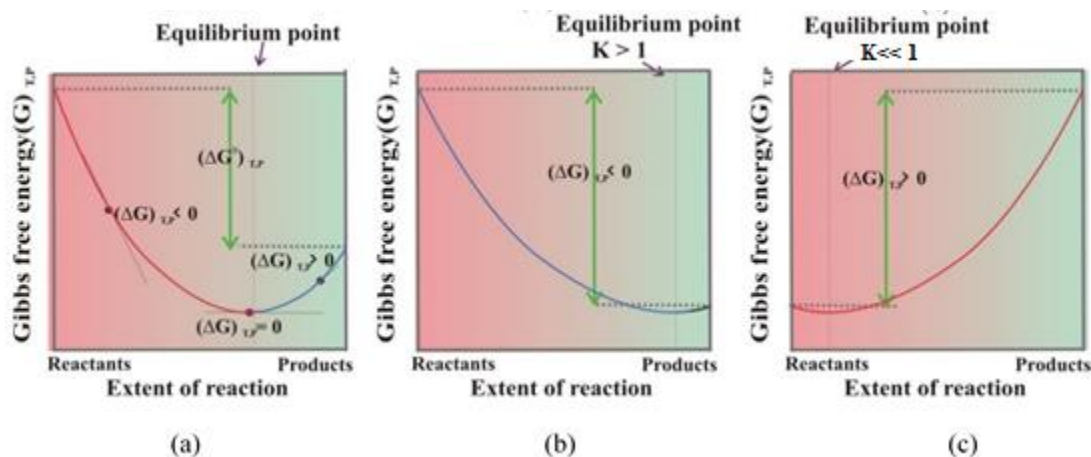 Equilibrium point
Gibbs free energy(G) T,P
(ΔG°) T,P
(ΔG) T,P < 0
(ΔG) T,P > 0
(ΔG) T,P = 0
Reactants
Products
Extent of reaction
(a)
Equilibrium point
K > 1
Gibbs free energy(G) T,P
(ΔG) T,P < 0
Reactants
Products
Extent of reaction
(b)
Equilibrium point
K<< 1
Gibbs free energy(G) T,P
(ΔG) T,P > 0
Reactants
Products
Extent of reaction
(c)